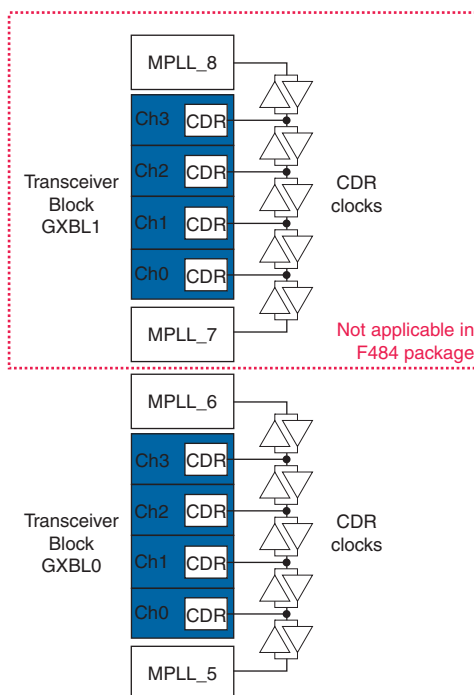 MPLL_8
Ch3 CDR
Ch2 CDR
Ch1 CDR
Ch0 CDR
Transceiver
Block
GXBL1
CDR
clocks
MPLL_7
Not applicable in
F484 package
MPLL_6
Ch3 CDR
Ch2 CDR
Ch1 CDR
Ch0 CDR
Transceiver
Block
GXBL0
CDR
clocks
MPLL_5